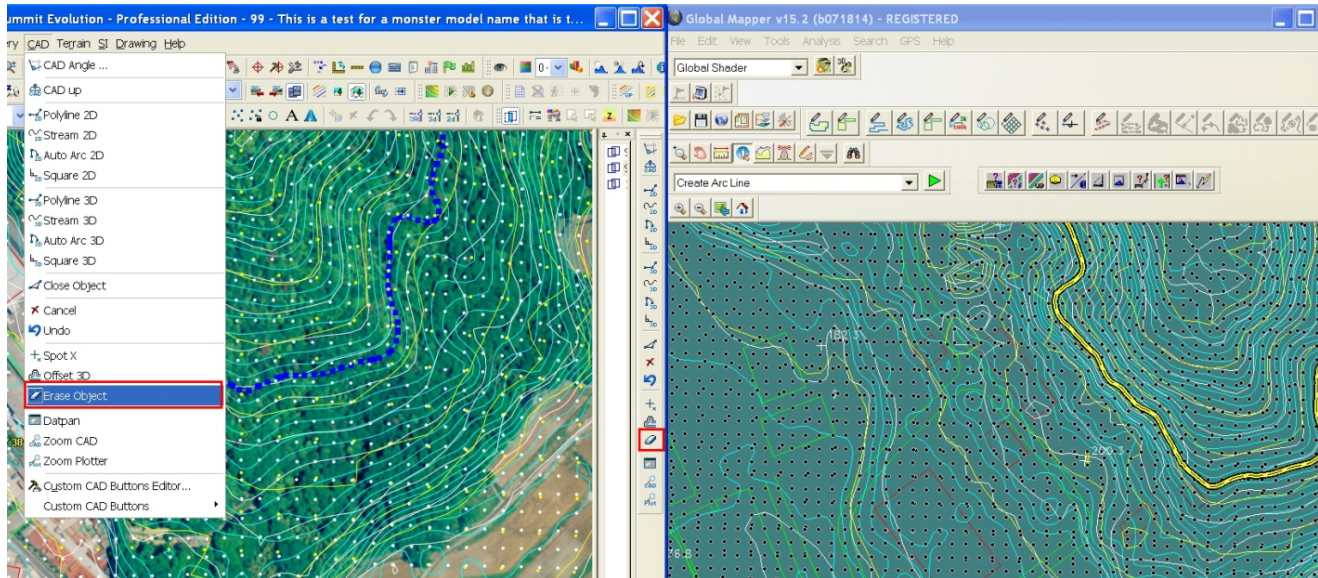 ummit Evolution - Professional Edition - 99 - This is a test for a monster model name that is t...
ry CAD Terrain SI Drawing Help
CAD Angle ...
CAD up
Polyline 2D
Stream 2D
Auto Arc 2D
Square 2D
Polyline 3D
Stream 3D
Auto Arc 3D
Square 3D
Close Object
Cancel
Undo
Spot X
Offset 3D
Erase Object
Datpan
Zoom CAD
Zoom Plotter
Custom CAD Buttons Editor...
Custom CAD Buttons
Global Mapper v15.2 (b071814) - REGISTERED
File Edit View Tools Analysis Search GPS Help
Global Shader
Create Arc Line
182.3
200.3